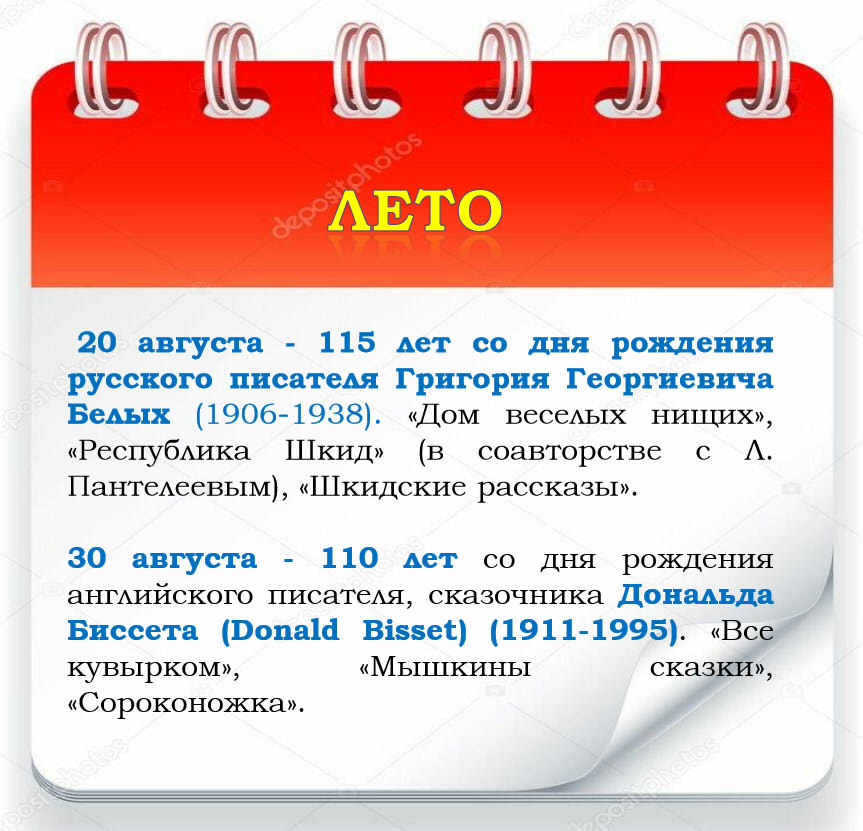 ЛЕТО
20 августа - 115 лет со дня рождения
русского писателя Григория Георгиевича
Белых (1906-1938). «Дом веселых нищих»,
«Республика Шкид» (в соавторстве с Л.
Пантелеевым), «Шкидские рассказы».
30 августа - 110 лет со дня рождения
английского писателя, сказочника Дональда
Биссета (Donald Bisset) (1911-1995). «Все
кувырком», «Мышкины сказки»,
«Сороконожка».
depositphotos